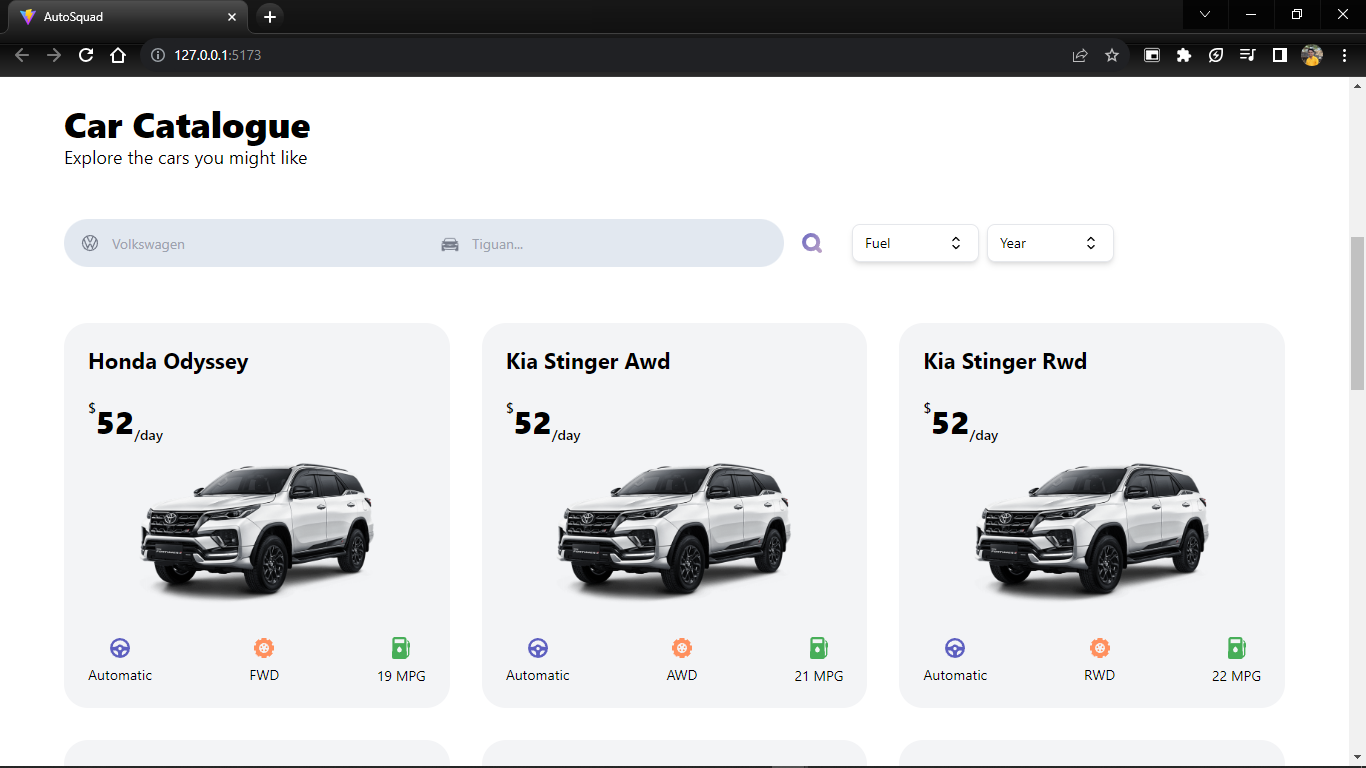 AutoSquad
127.0.0.1:5173
Car Catalogue
Explore the cars you might like
Volkswagen
Tiguan...
Fuel
Year
Honda Odyssey
$52/day
Automatic
FWD
19 MPG
Kia Stinger Awd
$52/day
Automatic
AWD
21 MPG
Kia Stinger Rwd
$52/day
Automatic
RWD
22 MPG